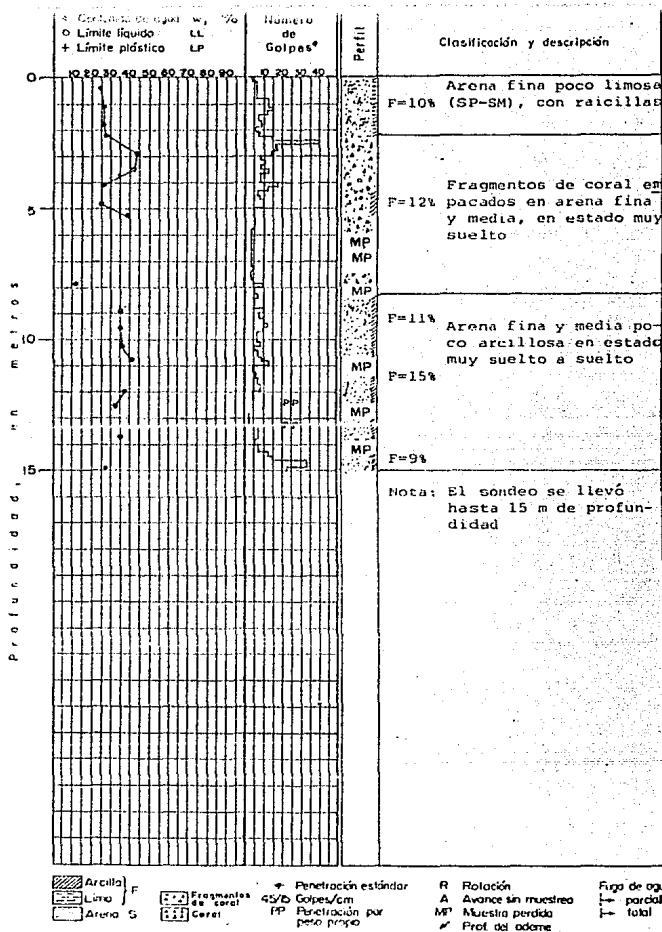 Contenido de agua w, %
o Límite líquido LL
+ Límite plástico LP
Número de Golpes*
Perfil
Clasificación y descripción
10 20 30 40 50 60 70 80 90
10 20 30 40
0
5
10
15
Profundidad, en metros
F=10%
Arena fina poco limosa
(SP-SM), con raicillas
F=12%
Fragmentos de coral em
pacados en arena fina
y media, en estado muy
suelto
MP
MP
MP
F=11%
Arena fina y media po-
co arcillosa en estado
muy suelto a suelto
MP
F=15%
PP
MP
MP
F=9%
Nota: El sondeo se llevó
hasta 15 m de profun-
didad
Arcilla
Limo
F
Arena S
Fragmentos de coral
Coral
Penetración estándar
45/15 Golpes/cm
PP Penetración por
peso propio
R Rotación
A Avance sin muestreo
MP Muestra perdida
Prof. del ademe
Fuga de agu
parcial
total